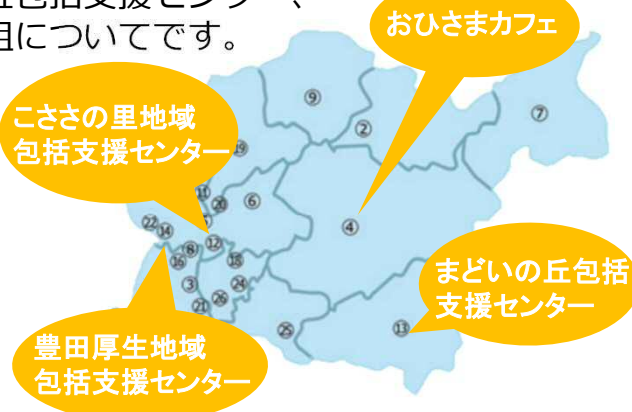 包括支援センター、
組についてです。
おひさまカフェ
こささの里地域
包括支援センター
まどいの丘包括
支援センター
豊田厚生地域
包括支援センター
⑨
②
⑦
⑲
⑪
⑳
⑥
④
㉒
⑭
⑫
⑧
⑯
⑱
③
㉔
㉖
㉑
㉕
⑬